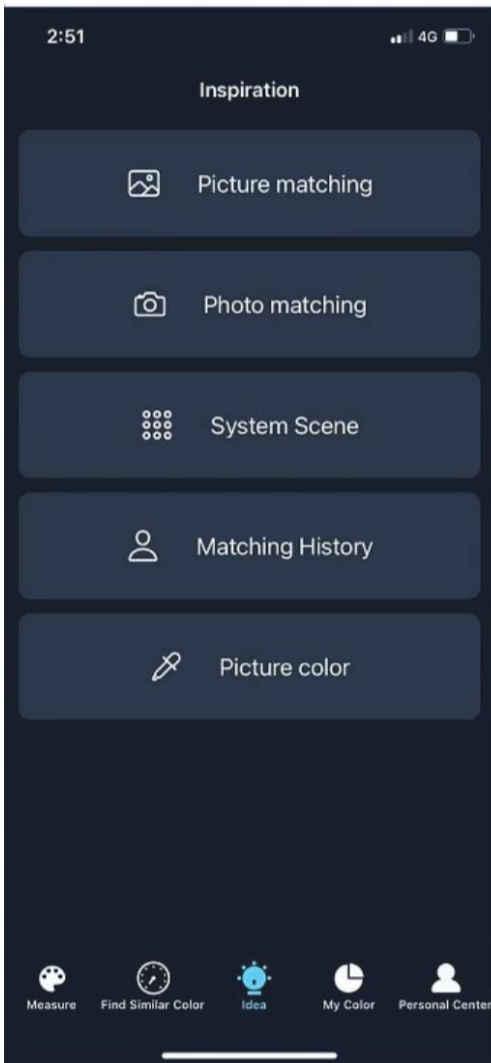 2:51
4G
Inspiration
Picture matching
Photo matching
System Scene
Matching History
Picture color
Measure
Find Similar Color
Idea
My Color
Personal Center